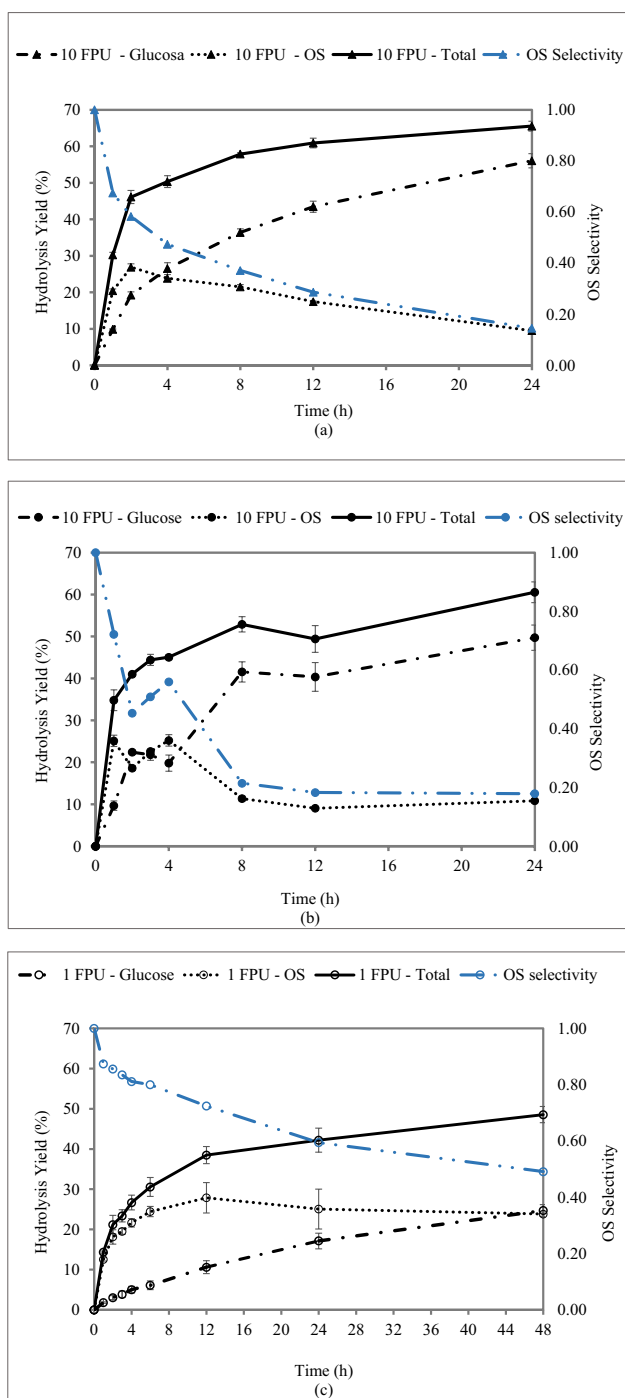 10 FPU - Glucosa 10 FPU - OS 10 FPU - Total OS Selectivity
70 1.00
60
50 0.80
40 0.60
30 0.40
20
10 0.20
0 0.00
Hydrolysis Yield (%)
OS Selectivity
0 4 8 12 16 20 24
Time (h)
(a)
10 FPU - Glucose 10 FPU - OS 10 FPU - Total OS selectivity
70 1.00
60
50 0.80
40 0.60
30 0.40
20
10 0.20
0 0.00
Hydrolysis Yield (%)
OS Selectivity
0 4 8 12 16 20 24
Time (h)
(b)
1 FPU - Glucose 1 FPU - OS 1 FPU - Total OS selectivity
70 1.00
60
50 0.80
40 0.60
30 0.40
20
10 0.20
0 0.00
Hydrolysis Yield (%)
OS Selectivity
0 4 8 12 16 20 24 28 32 36 40 44 48
Time (h)
(c)